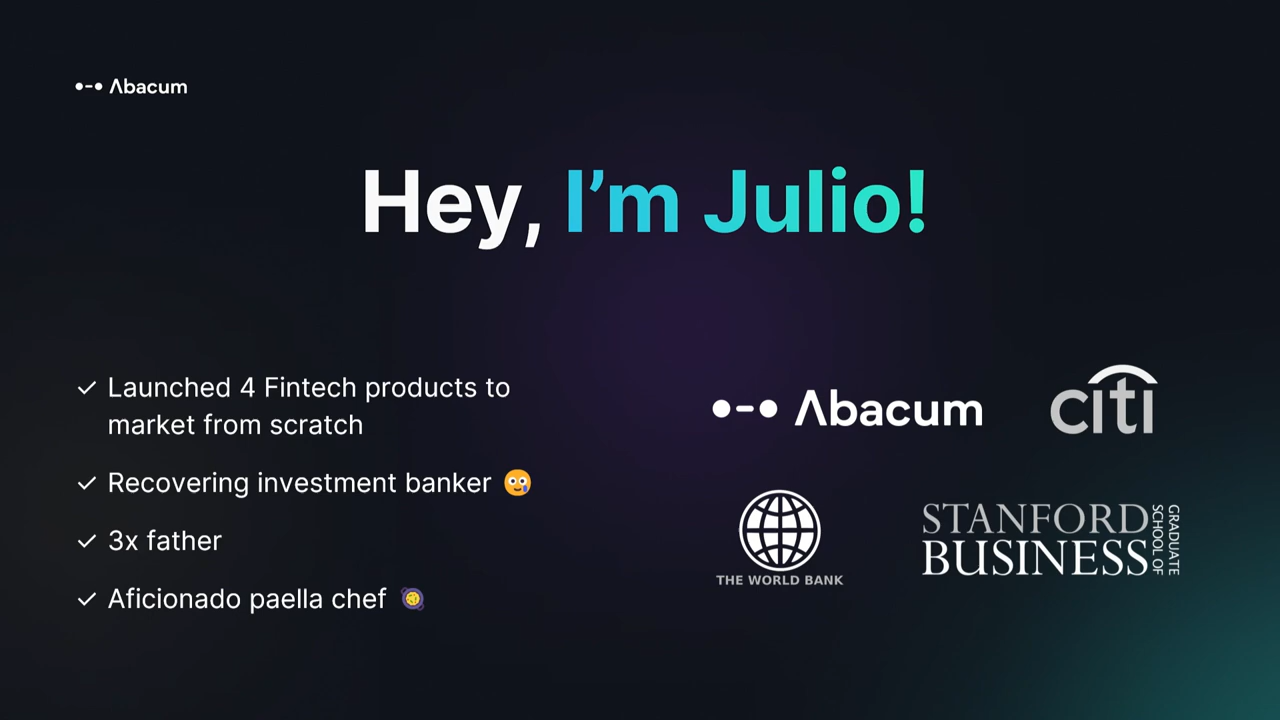 Abacum
Hey, I’m Julio!
✓ Launched 4 Fintech products to
market from scratch
✓ Recovering investment banker 🥲
✓ 3x father
✓ Aficionado paella chef 🥘
Abacum
citi
THE WORLD BANK
STANFORD
BUSINESS
GRADUATE
SCHOOL OF